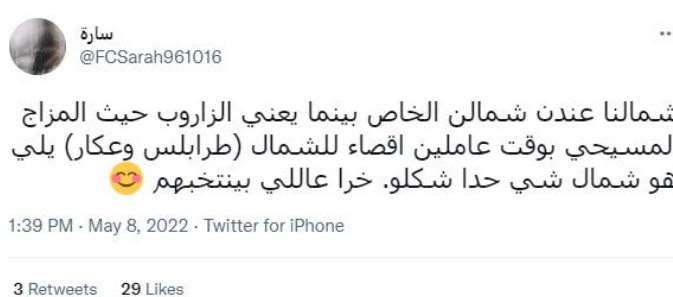 سارة
@FCSarah961016
شمالنا عندن شمالن الخاص بينما يعني الزاروب حيث المزاج
المسيحي بوقت عاملين اقصاء للشمال (طرابلس وعكار) يلي
هو شمال شي حدا شكلو. خرا عاللي بينتخبهم 😊
1:39 PM · May 8, 2022 · Twitter for iPhone
3 Retweets 29 Likes